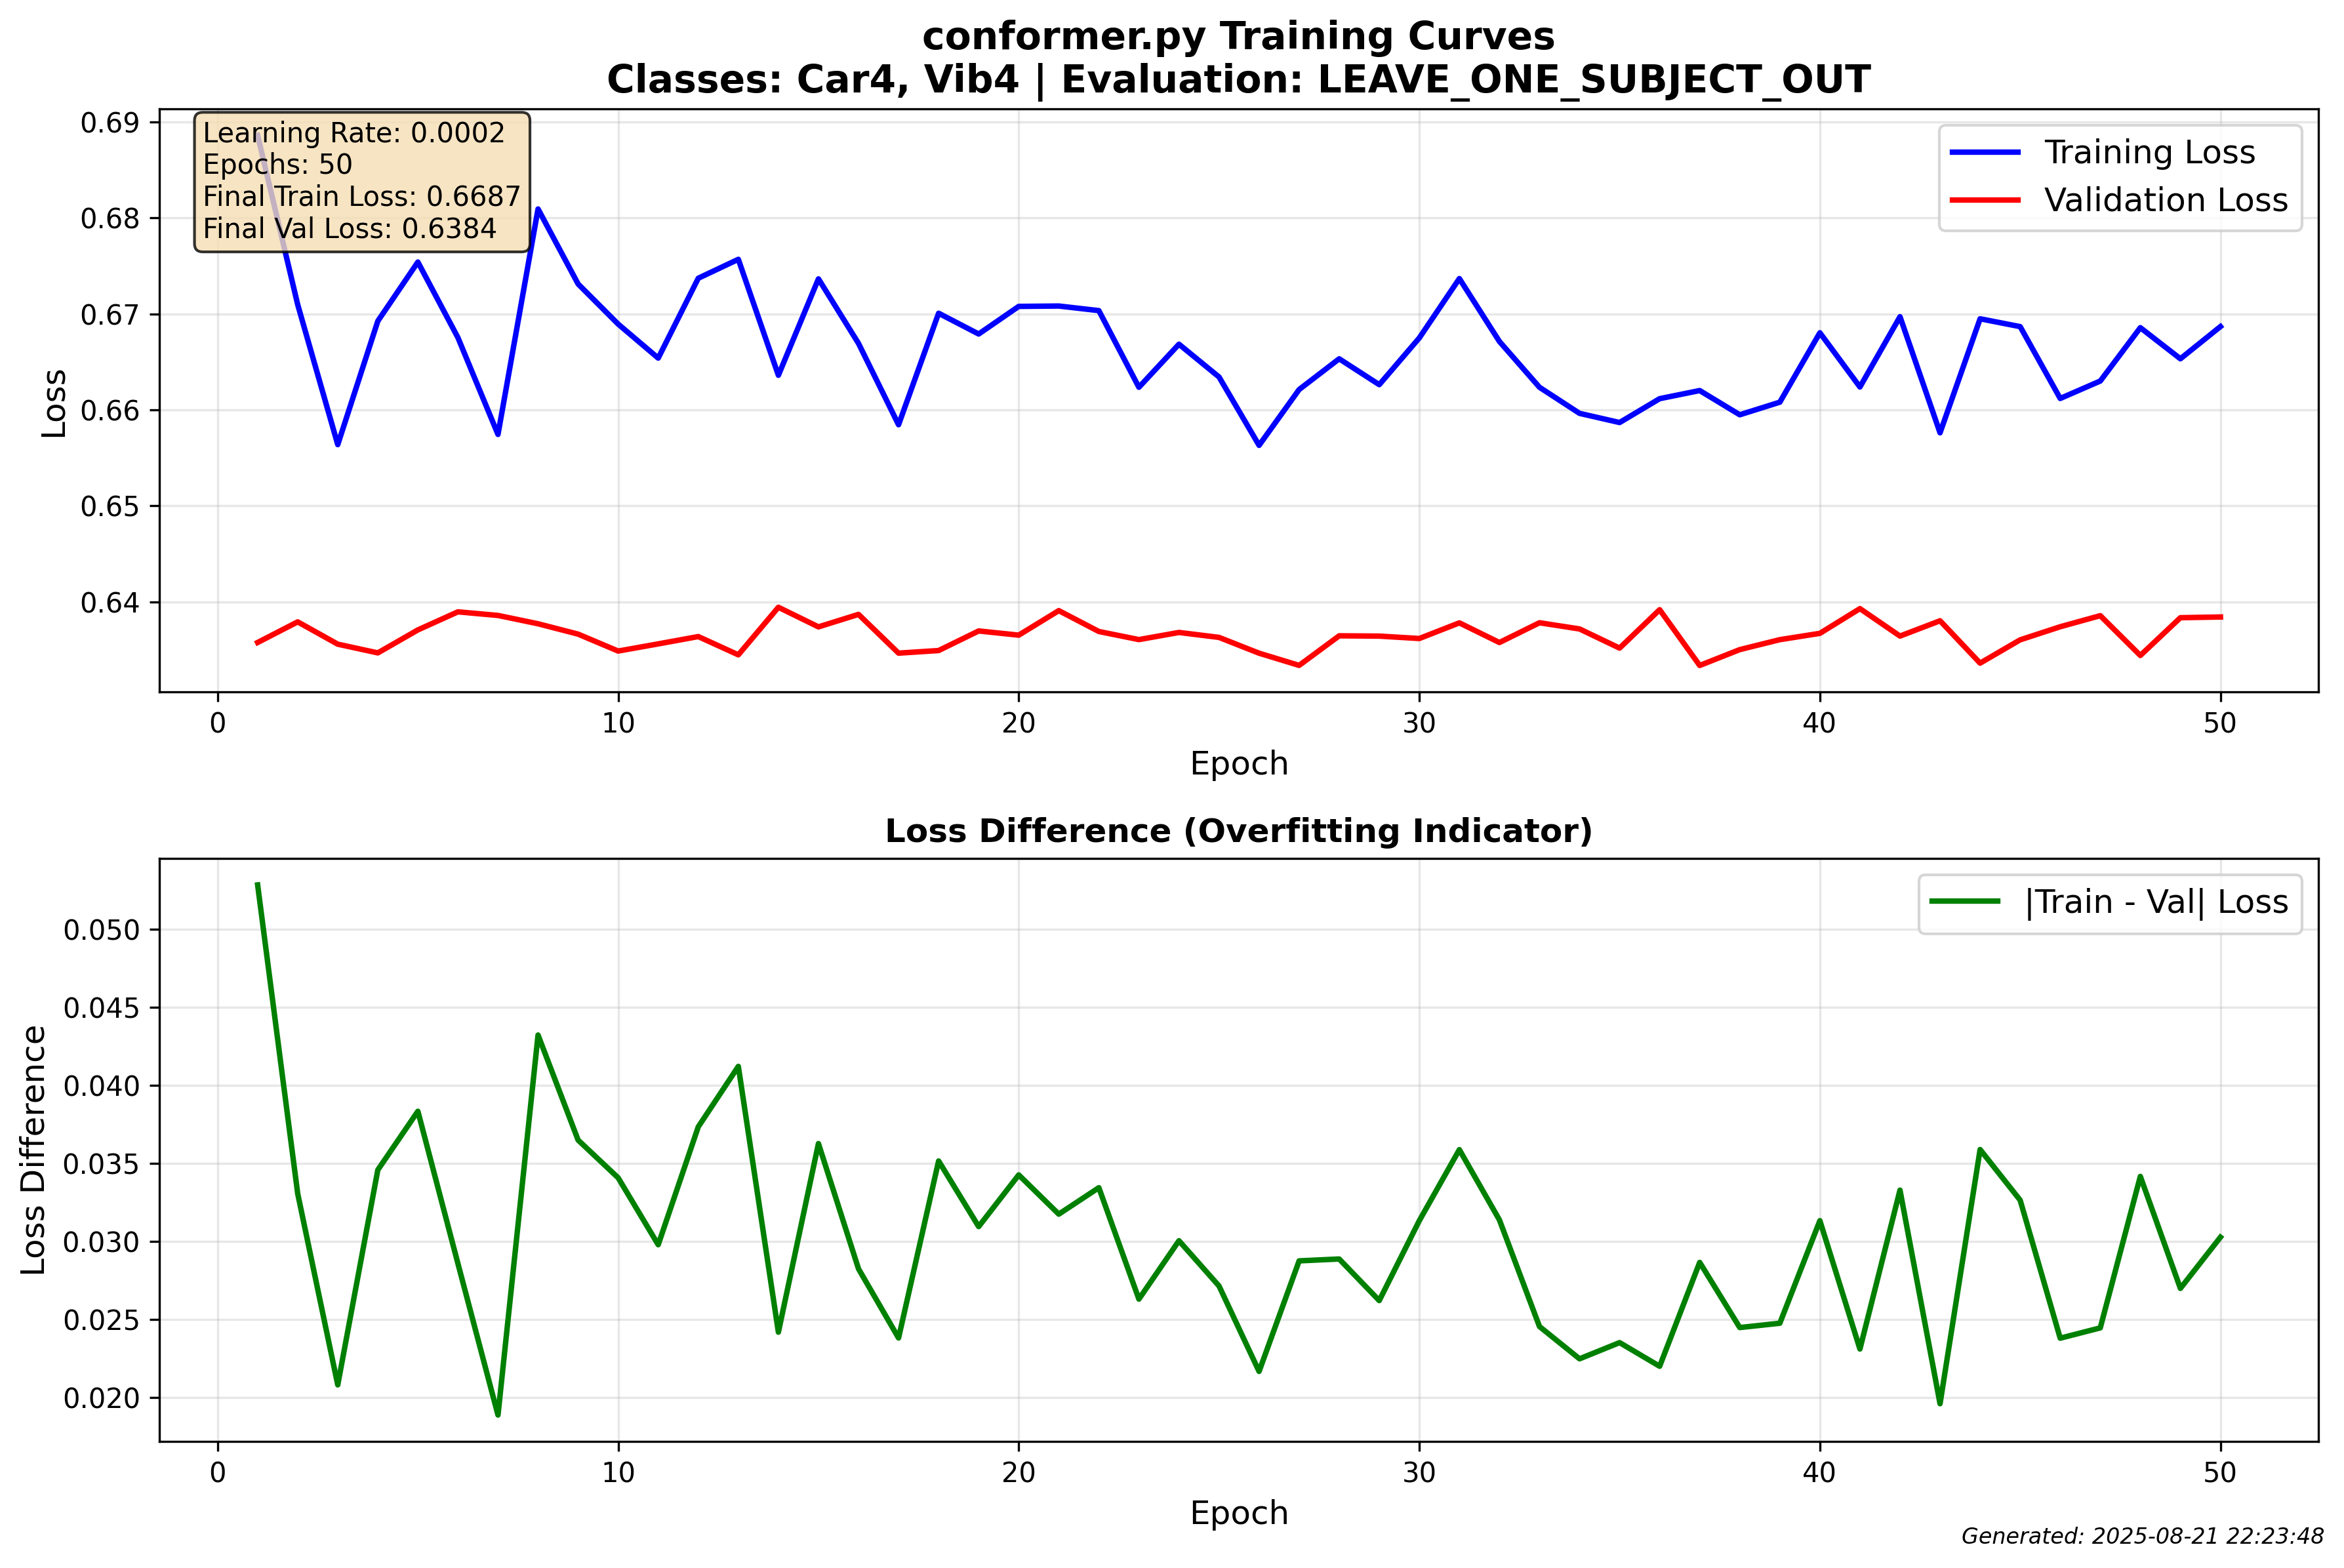 conformer.py Training Curves
Classes: Car4, Vib4 | Evaluation: LEAVE_ONE_SUBJECT_OUT
Learning Rate: 0.0002
Epochs: 50
Final Train Loss: 0.6687
Final Val Loss: 0.6384
Training Loss
Validation Loss
0.69
0.68
0.67
0.66
0.65
0.64
Loss
0 10 20 30 40 50
Epoch
Loss Difference (Overfitting Indicator)
|Train - Val| Loss
0.050
0.045
0.040
0.035
0.030
0.025
0.020
Loss Difference
0 10 20 30 40 50
Epoch
Generated: 2025-08-21 22:23:48